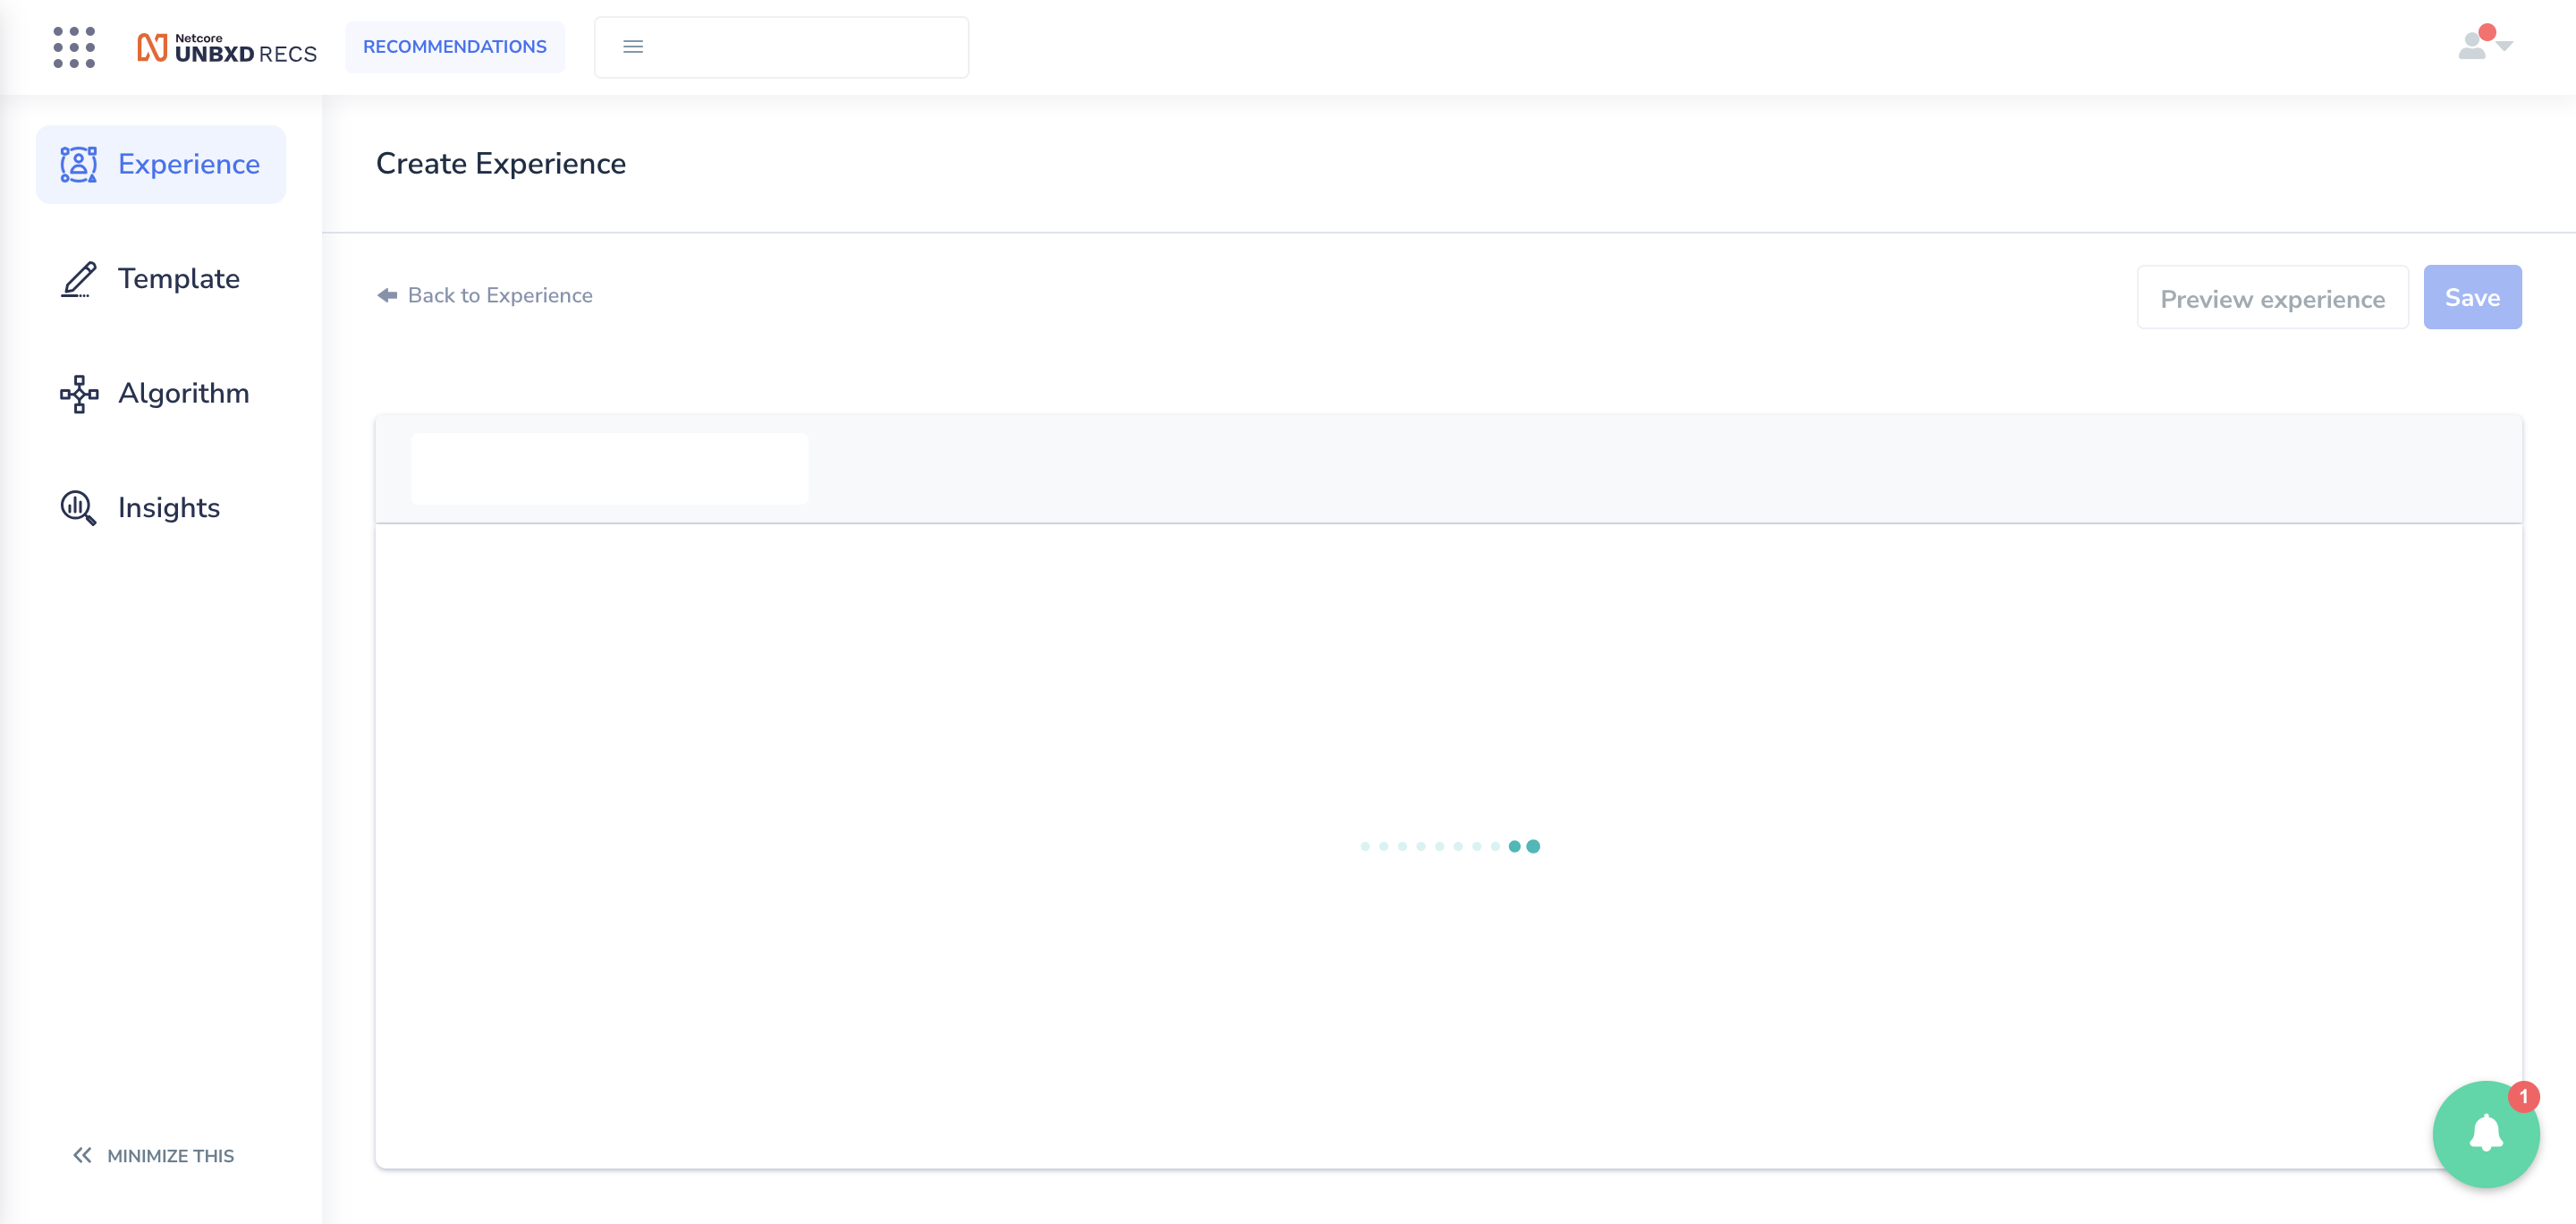 Netcore
UNBXD RECS
RECOMMENDATIONS
Experience
Template
Algorithm
Insights
MINIMIZE THIS
Create Experience
Back to Experience
Preview experience
Save
1